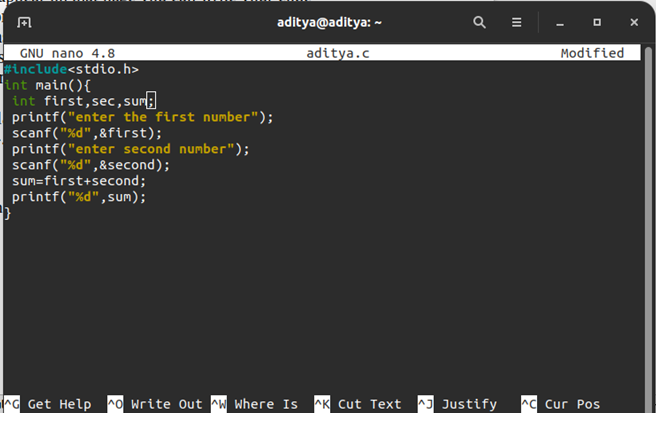 aditya@aditya: ~
GNU nano 4.8 aditya.c Modified
#include<stdio.h>
int main(){
 int first,sec,sum;
 printf("enter the first number");
 scanf("%d",&first);
 printf("enter second number");
 scanf("%d",&second);
 sum=first+second;
 printf("%d",sum);
}
^G Get Help ^O Write Out ^W Where Is ^K Cut Text ^J Justify ^C Cur Pos